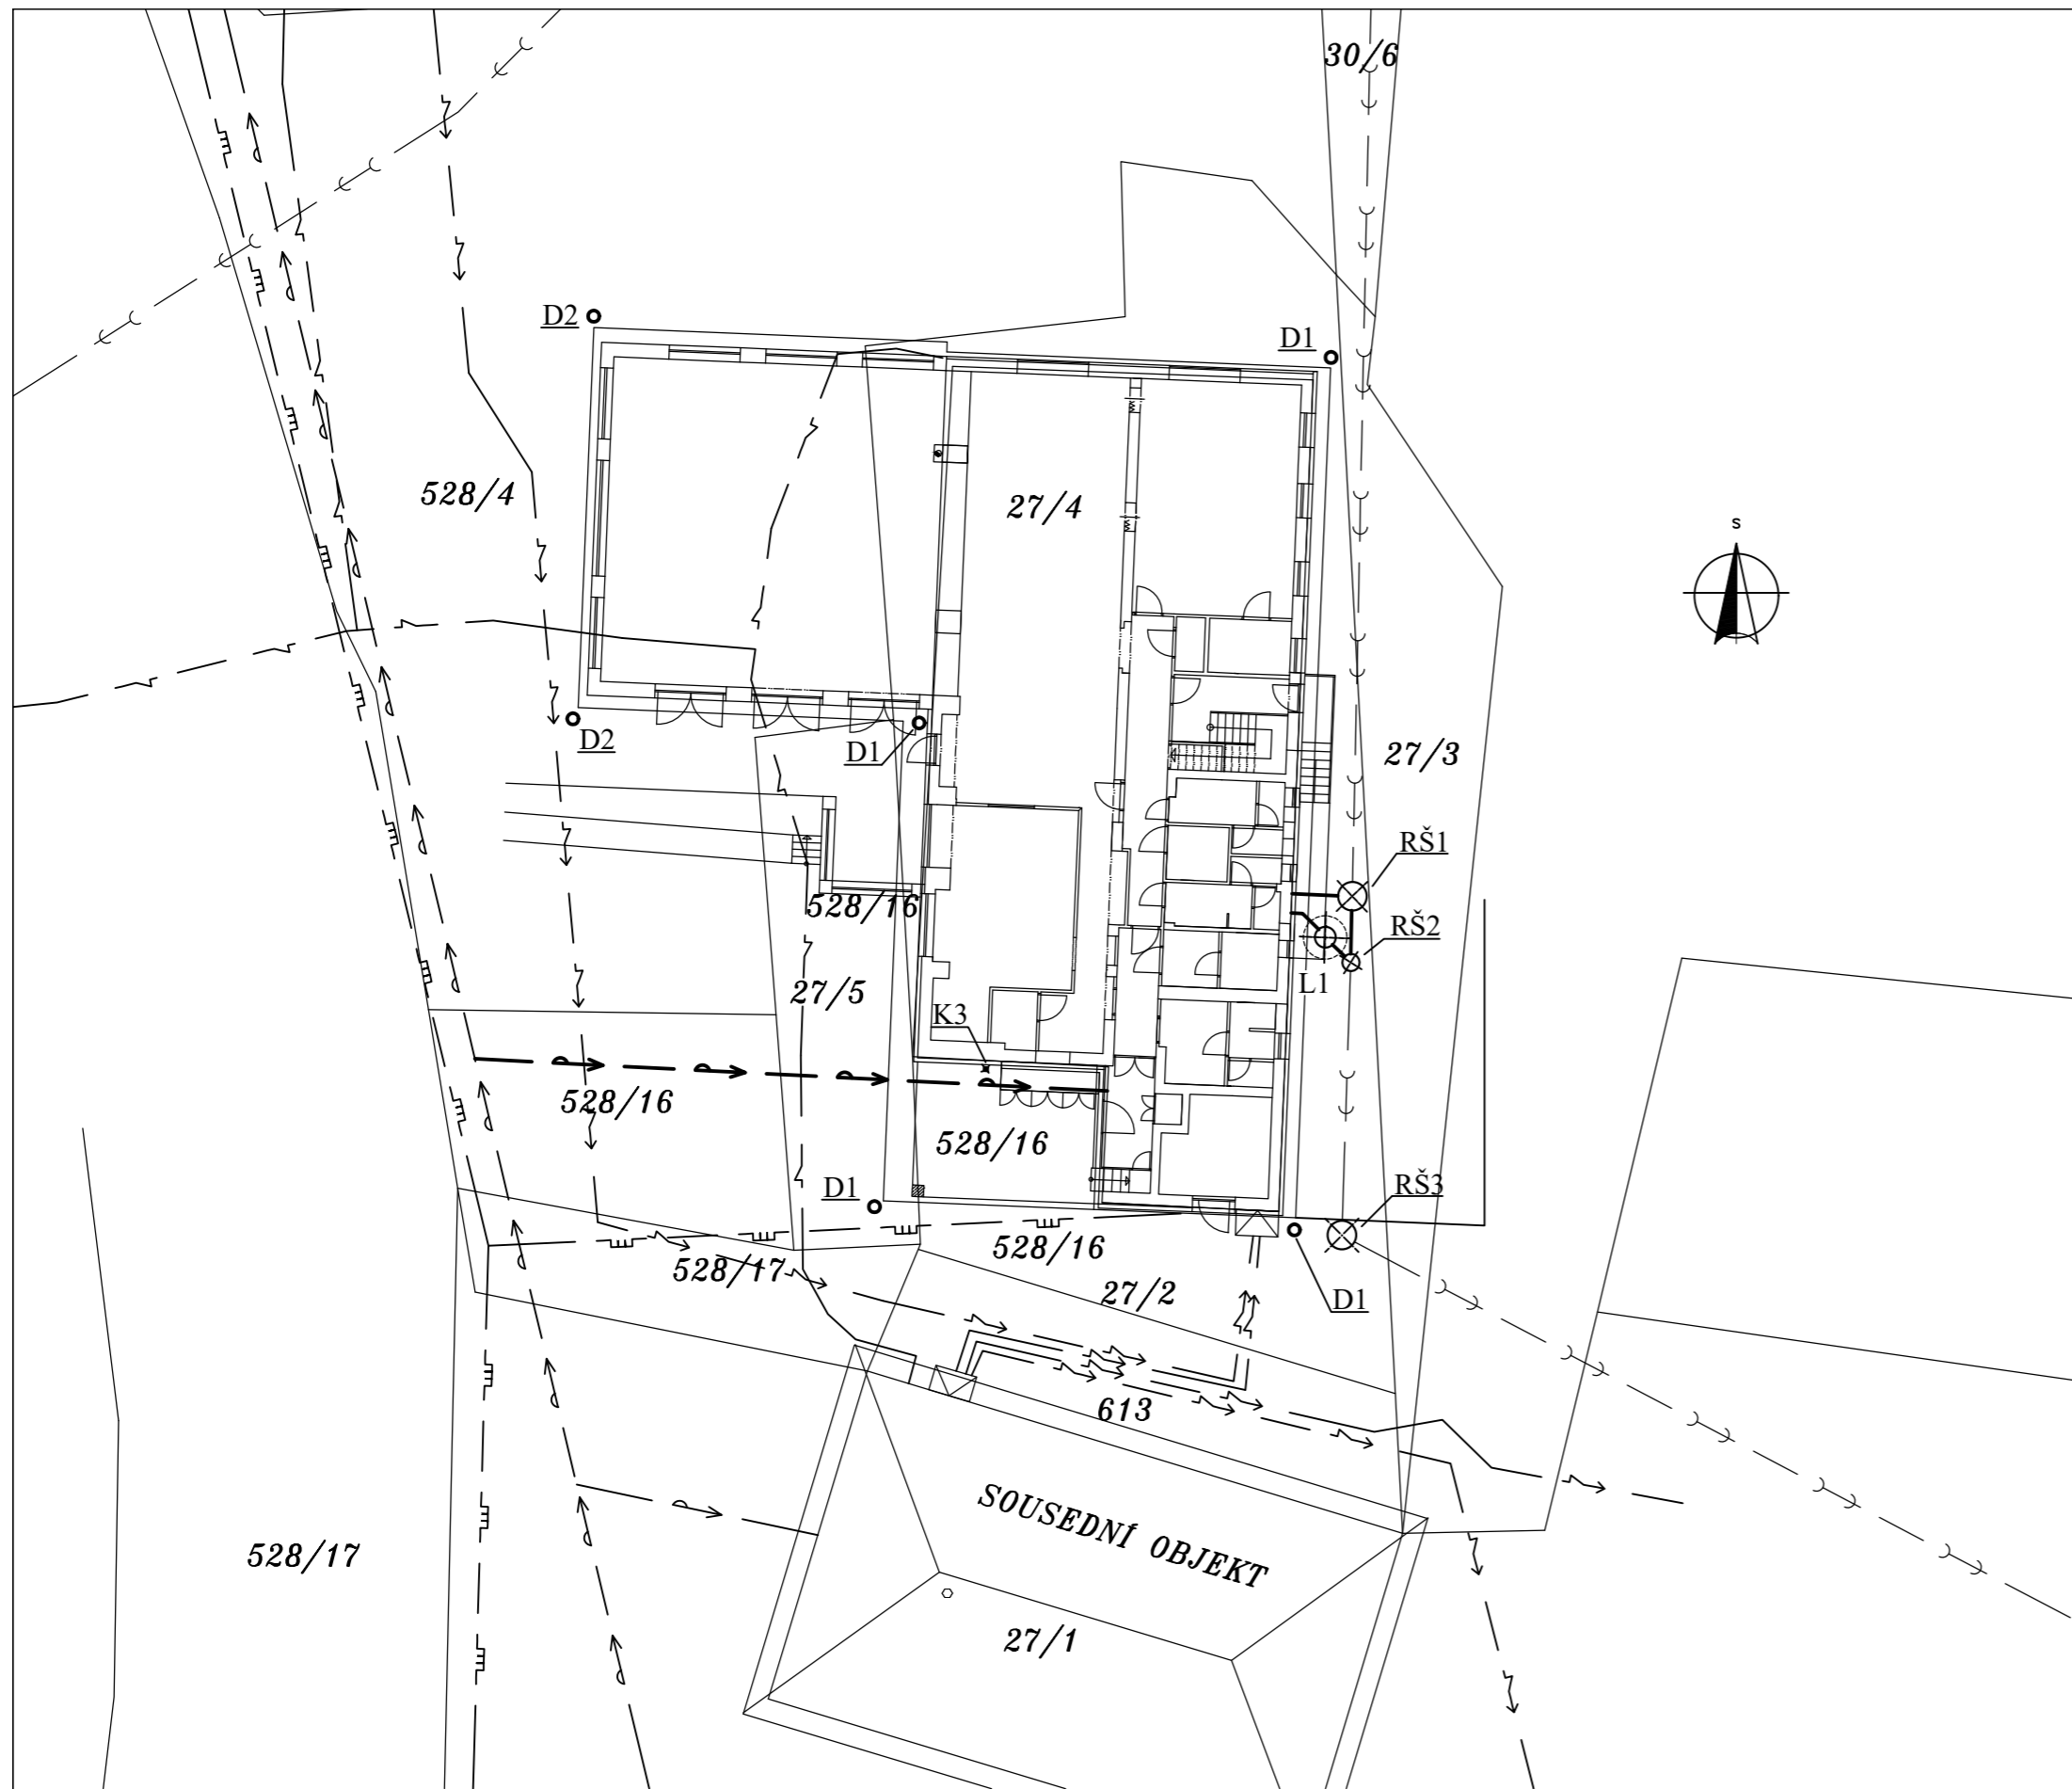 30/6
D2
D1
528/4
27/4
S
D2
D1
27/3
RŠ1
528/16
RŠ2
27/5
L1
K3
528/16
528/16
D1
RŠ3
528/16
528/17
27/2
D1
613
SOUSEDNÍ OBJEKT
528/17
27/1